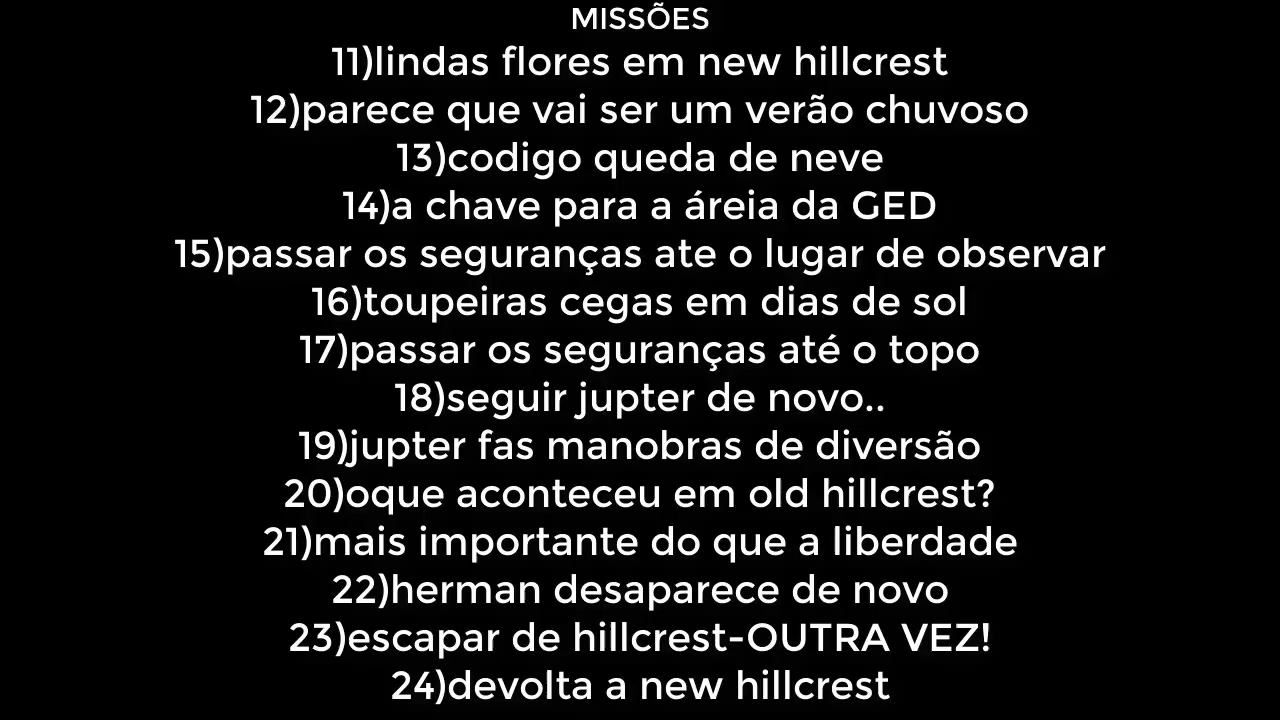 MISSÕES
11)lindas flores em new hillcrest
12)parece que vai ser um verão chuvoso
13)codigo queda de neve
14)a chave para a áreia da GED
15)passar os seguranças ate o lugar de observar
16)toupeiras cegas em dias de sol
17)passar os seguranças até o topo
18)seguir jupter de novo..
19)jupter fas manobras de diversão
20)oque aconteceu em old hillcrest?
21)mais importante do que a liberdade
22)herman desaparece de novo
23)escapar de hillcrest-OUTRA VEZ!
24)devolta a new hillcrest